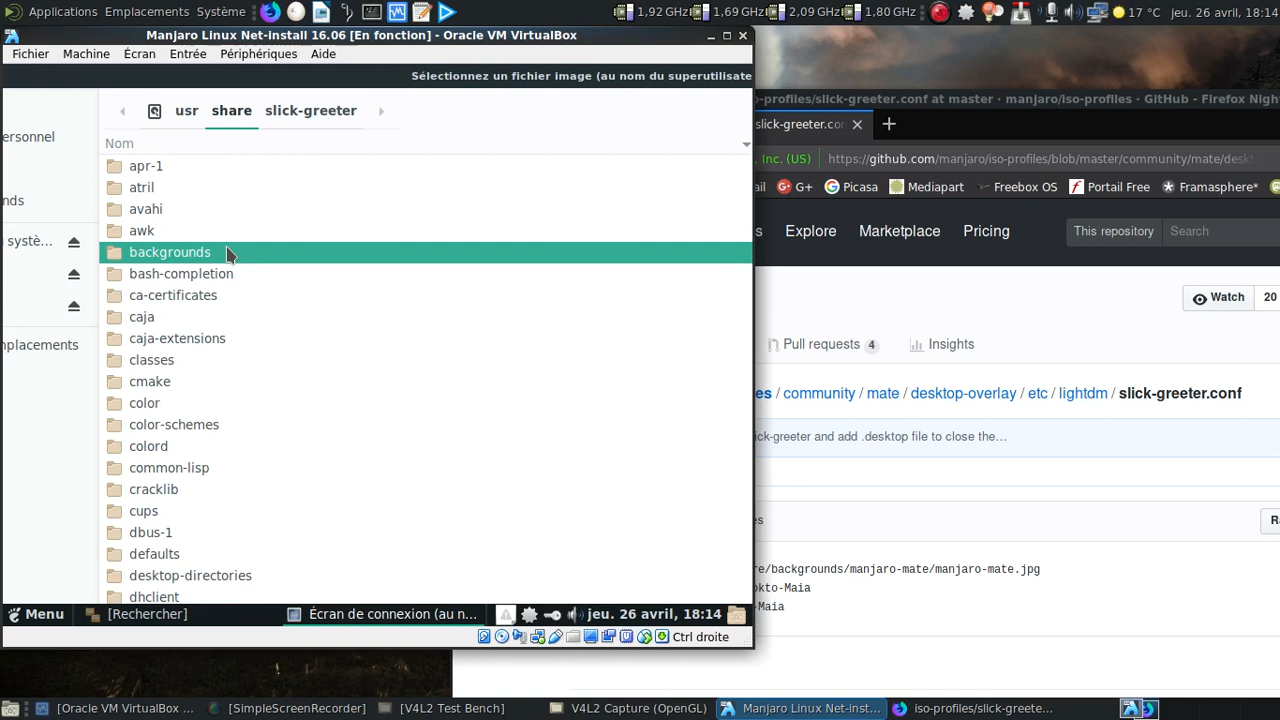 Applications Emplacements Système
1,92 GHz 1,69 GHz 2,09 GHz 1,80 GHz 17 °C jeu. 26 avril, 18:14
Manjaro Linux Net-install 16.06 [En fonction] - Oracle VM VirtualBox
Fichier Machine Écran Entrée Périphériques Aide
Sélectionnez un fichier image (au nom du superutilisate
usr share slick-greeter
ersonnel
nds
systè...
mplacements
Nom
apr-1
atril
avahi
awk
backgrounds
bash-completion
ca-certificates
caja
caja-extensions
classes
cmake
color
color-schemes
colord
common-lisp
cracklib
cups
dbus-1
defaults
desktop-directories
dhclient
Menu [Rechercher] Écran de connexion (au n... jeu. 26 avril, 18:14
Ctrl droite
o-profiles/slick-greeter.conf at master · manjaro/iso-profiles · GitHub - Firefox Nigh
slick-greeter.con
Inc. (US) https://github.com/manjaro/iso-profiles/blob/master/community/mate/deskt
ail G+ Picasa Mediapart Freebox OS Portail Free Framasphere*
s Explore Marketplace Pricing This repository Search
Watch 20
Pull requests 4 Insights
es / community / mate / desktop-overlay / etc / lightdm / slick-greeter.conf
ick-greeter and add .desktop file to close the…
es Ra
re/backgrounds/manjaro-mate/manjaro-mate.jpg
okto-Maia
-Maia
[Oracle VM VirtualBox ... [SimpleScreenRecorder] [V4L2 Test Bench] V4L2 Capture (OpenGL) Manjaro Linux Net-inst... iso-profiles/slick-greete...